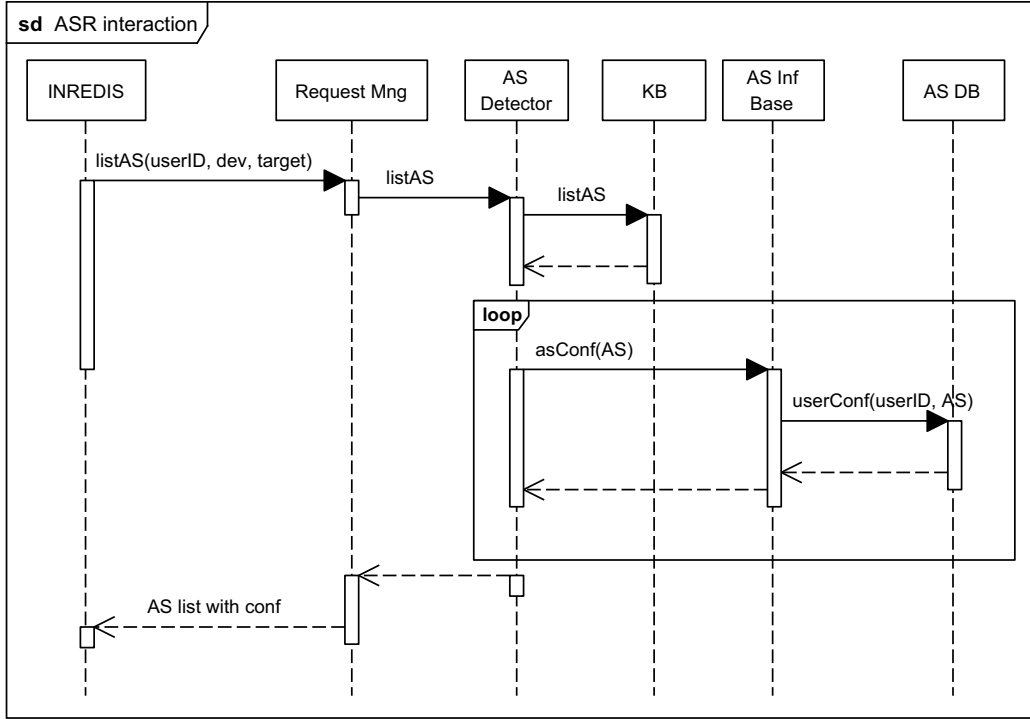 sd ASR interaction
INREDIS
Request Mng
AS
Detector
KB
AS Inf
Base
AS DB
listAS(userID, dev, target)
listAS
listAS
loop
asConf(AS)
userConf(userID, AS)
AS list with conf